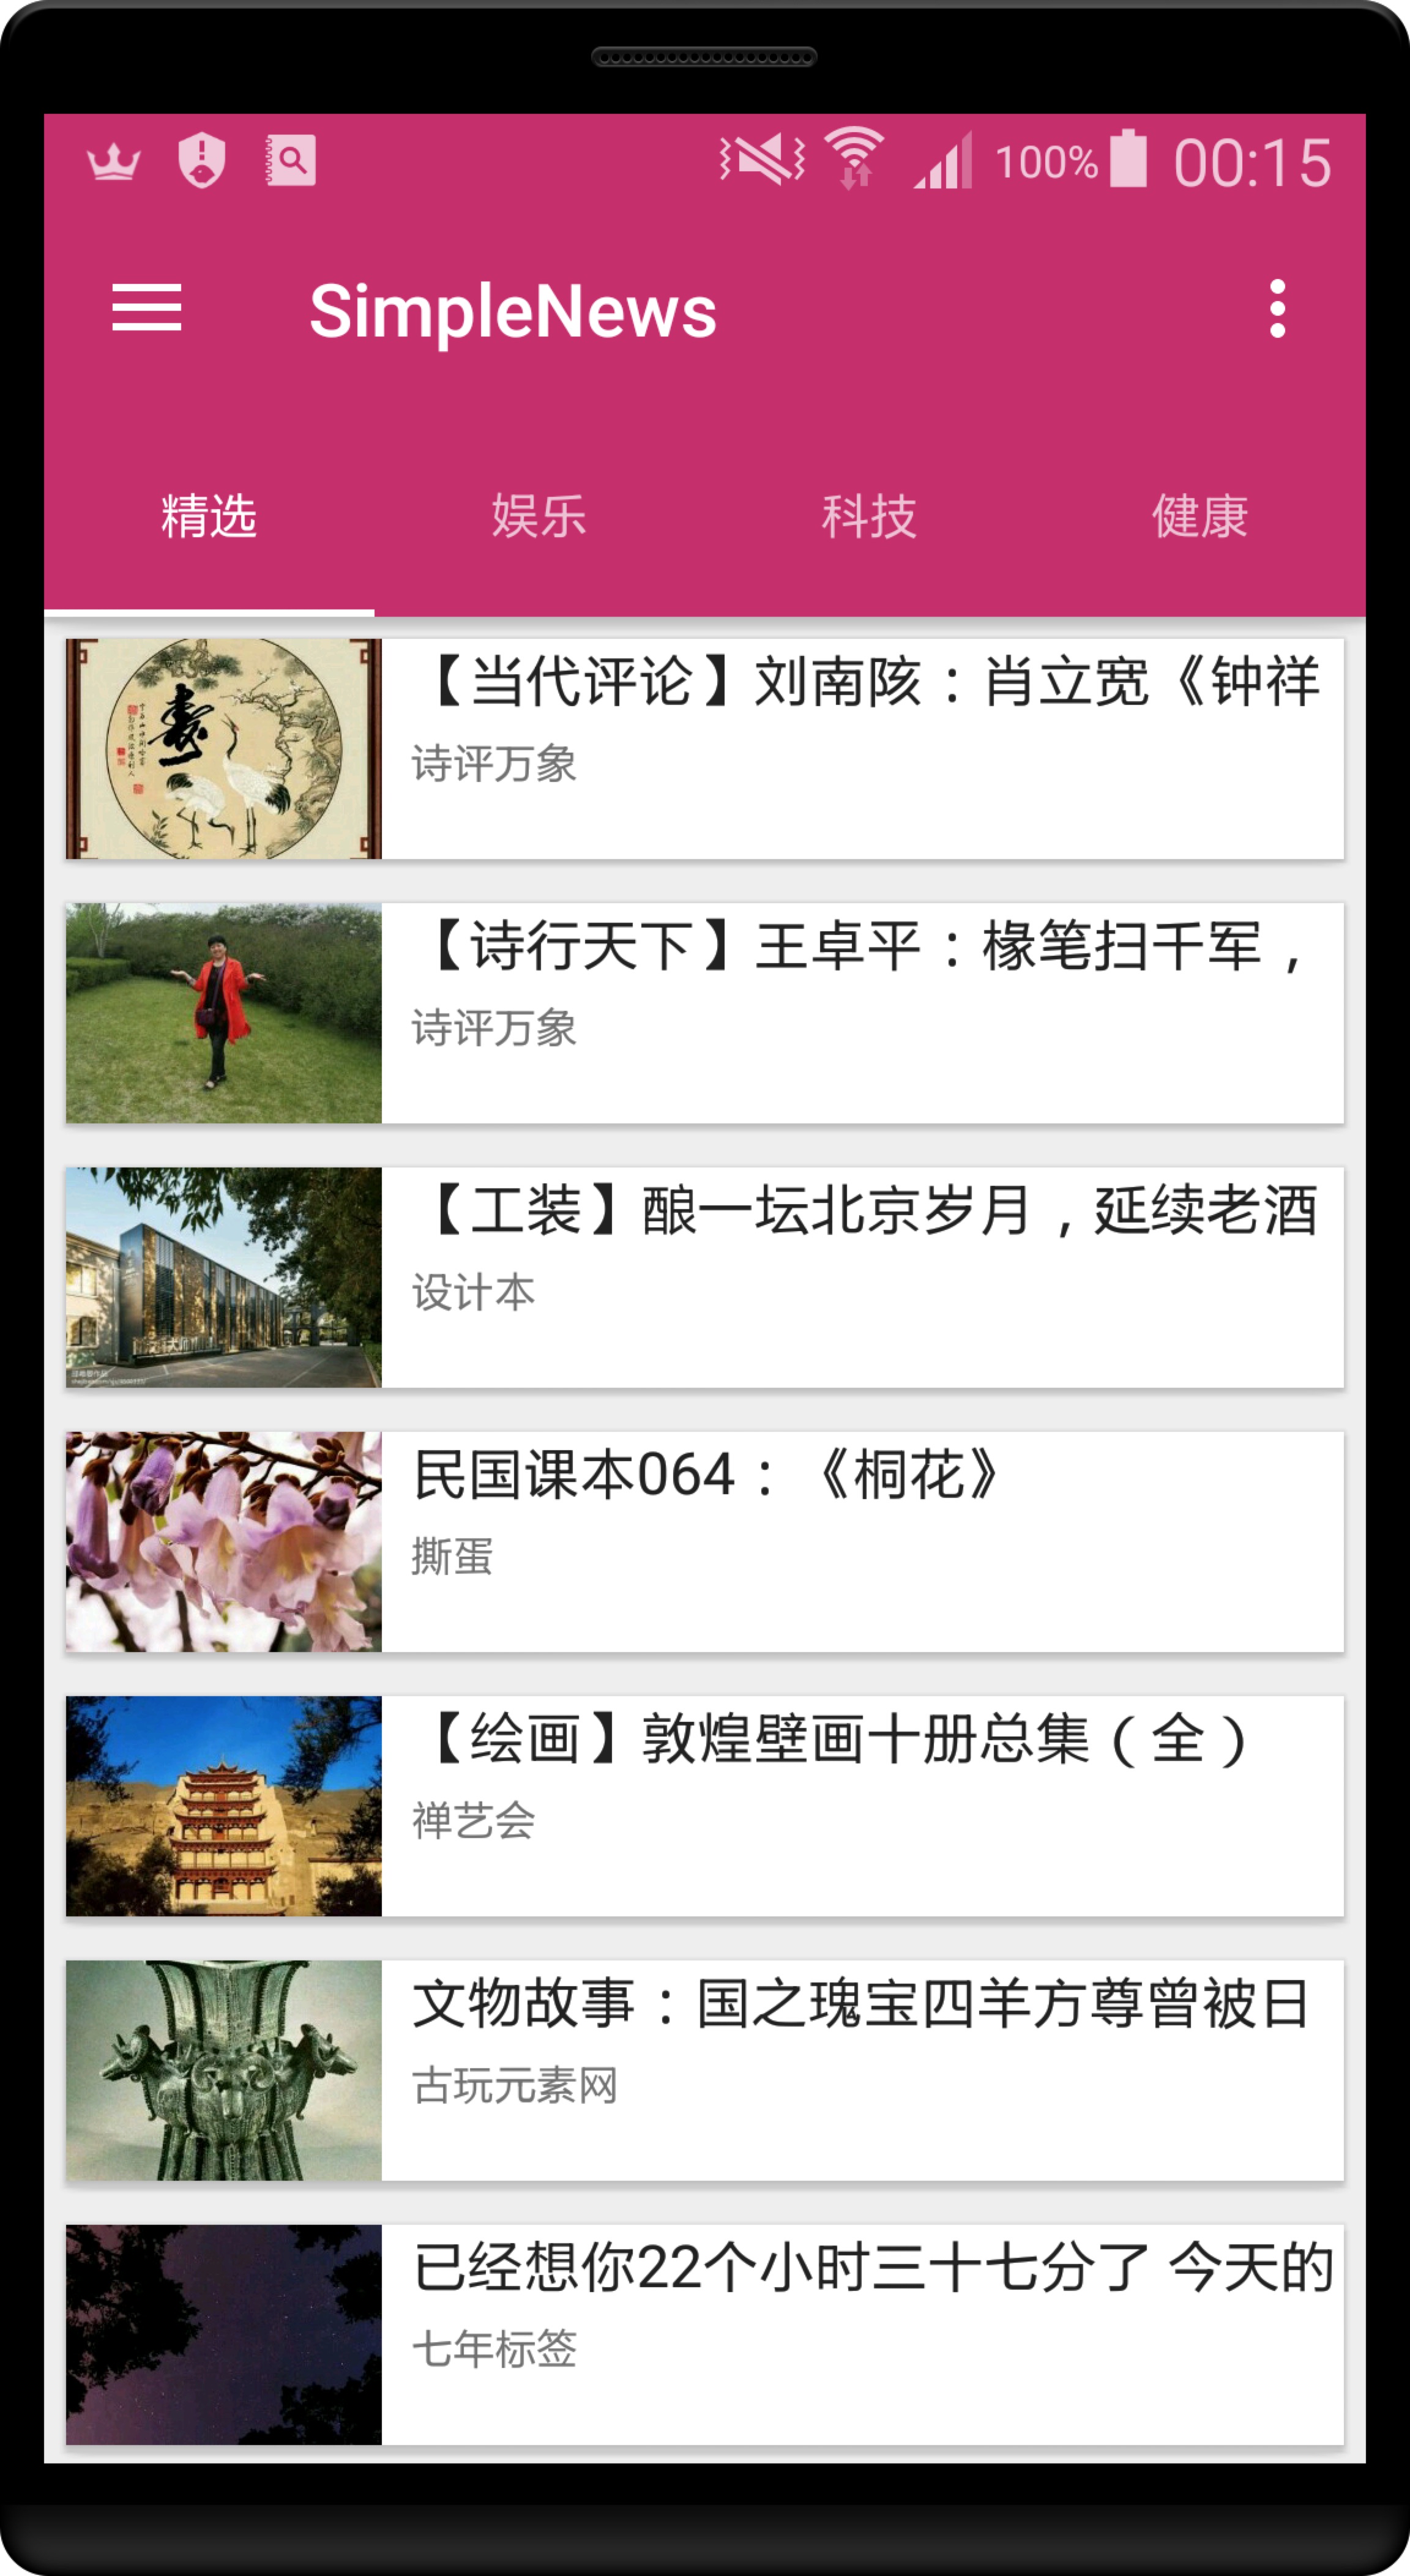 100% 00:15
SimpleNews
精选 娱乐 科技 健康
【当代评论】刘南陔：肖立宽《钟祥
诗评万象
【诗行天下】王卓平：椽笔扫千军，
诗评万象
【工装】酿一坛北京岁月，延续老酒
设计本
民国课本064：《桐花》
撕蛋
【绘画】敦煌壁画十册总集（全）
禅艺会
文物故事：国之瑰宝四羊方尊曾被日
古玩元素网
已经想你22个小时三十七分了 今天的
七年标签